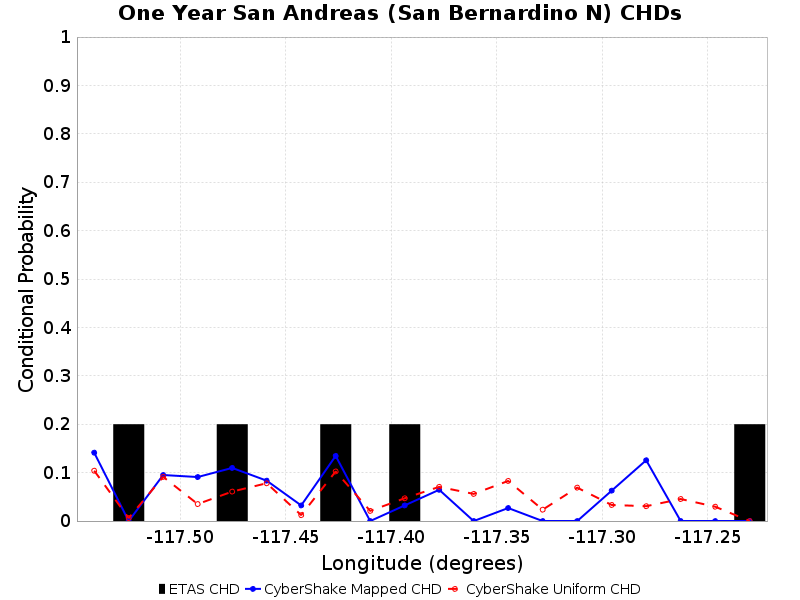 One Year San Andreas (San Bernardino N) CHDs
1
0.9
0.8
0.7
0.6
0.5
0.4
0.3
0.2
0.1
0
Conditional Probability
-117.50 -117.45 -117.40 -117.35 -117.30 -117.25
Longitude (degrees)
ETAS CHD CyberShake Mapped CHD CyberShake Uniform CHD